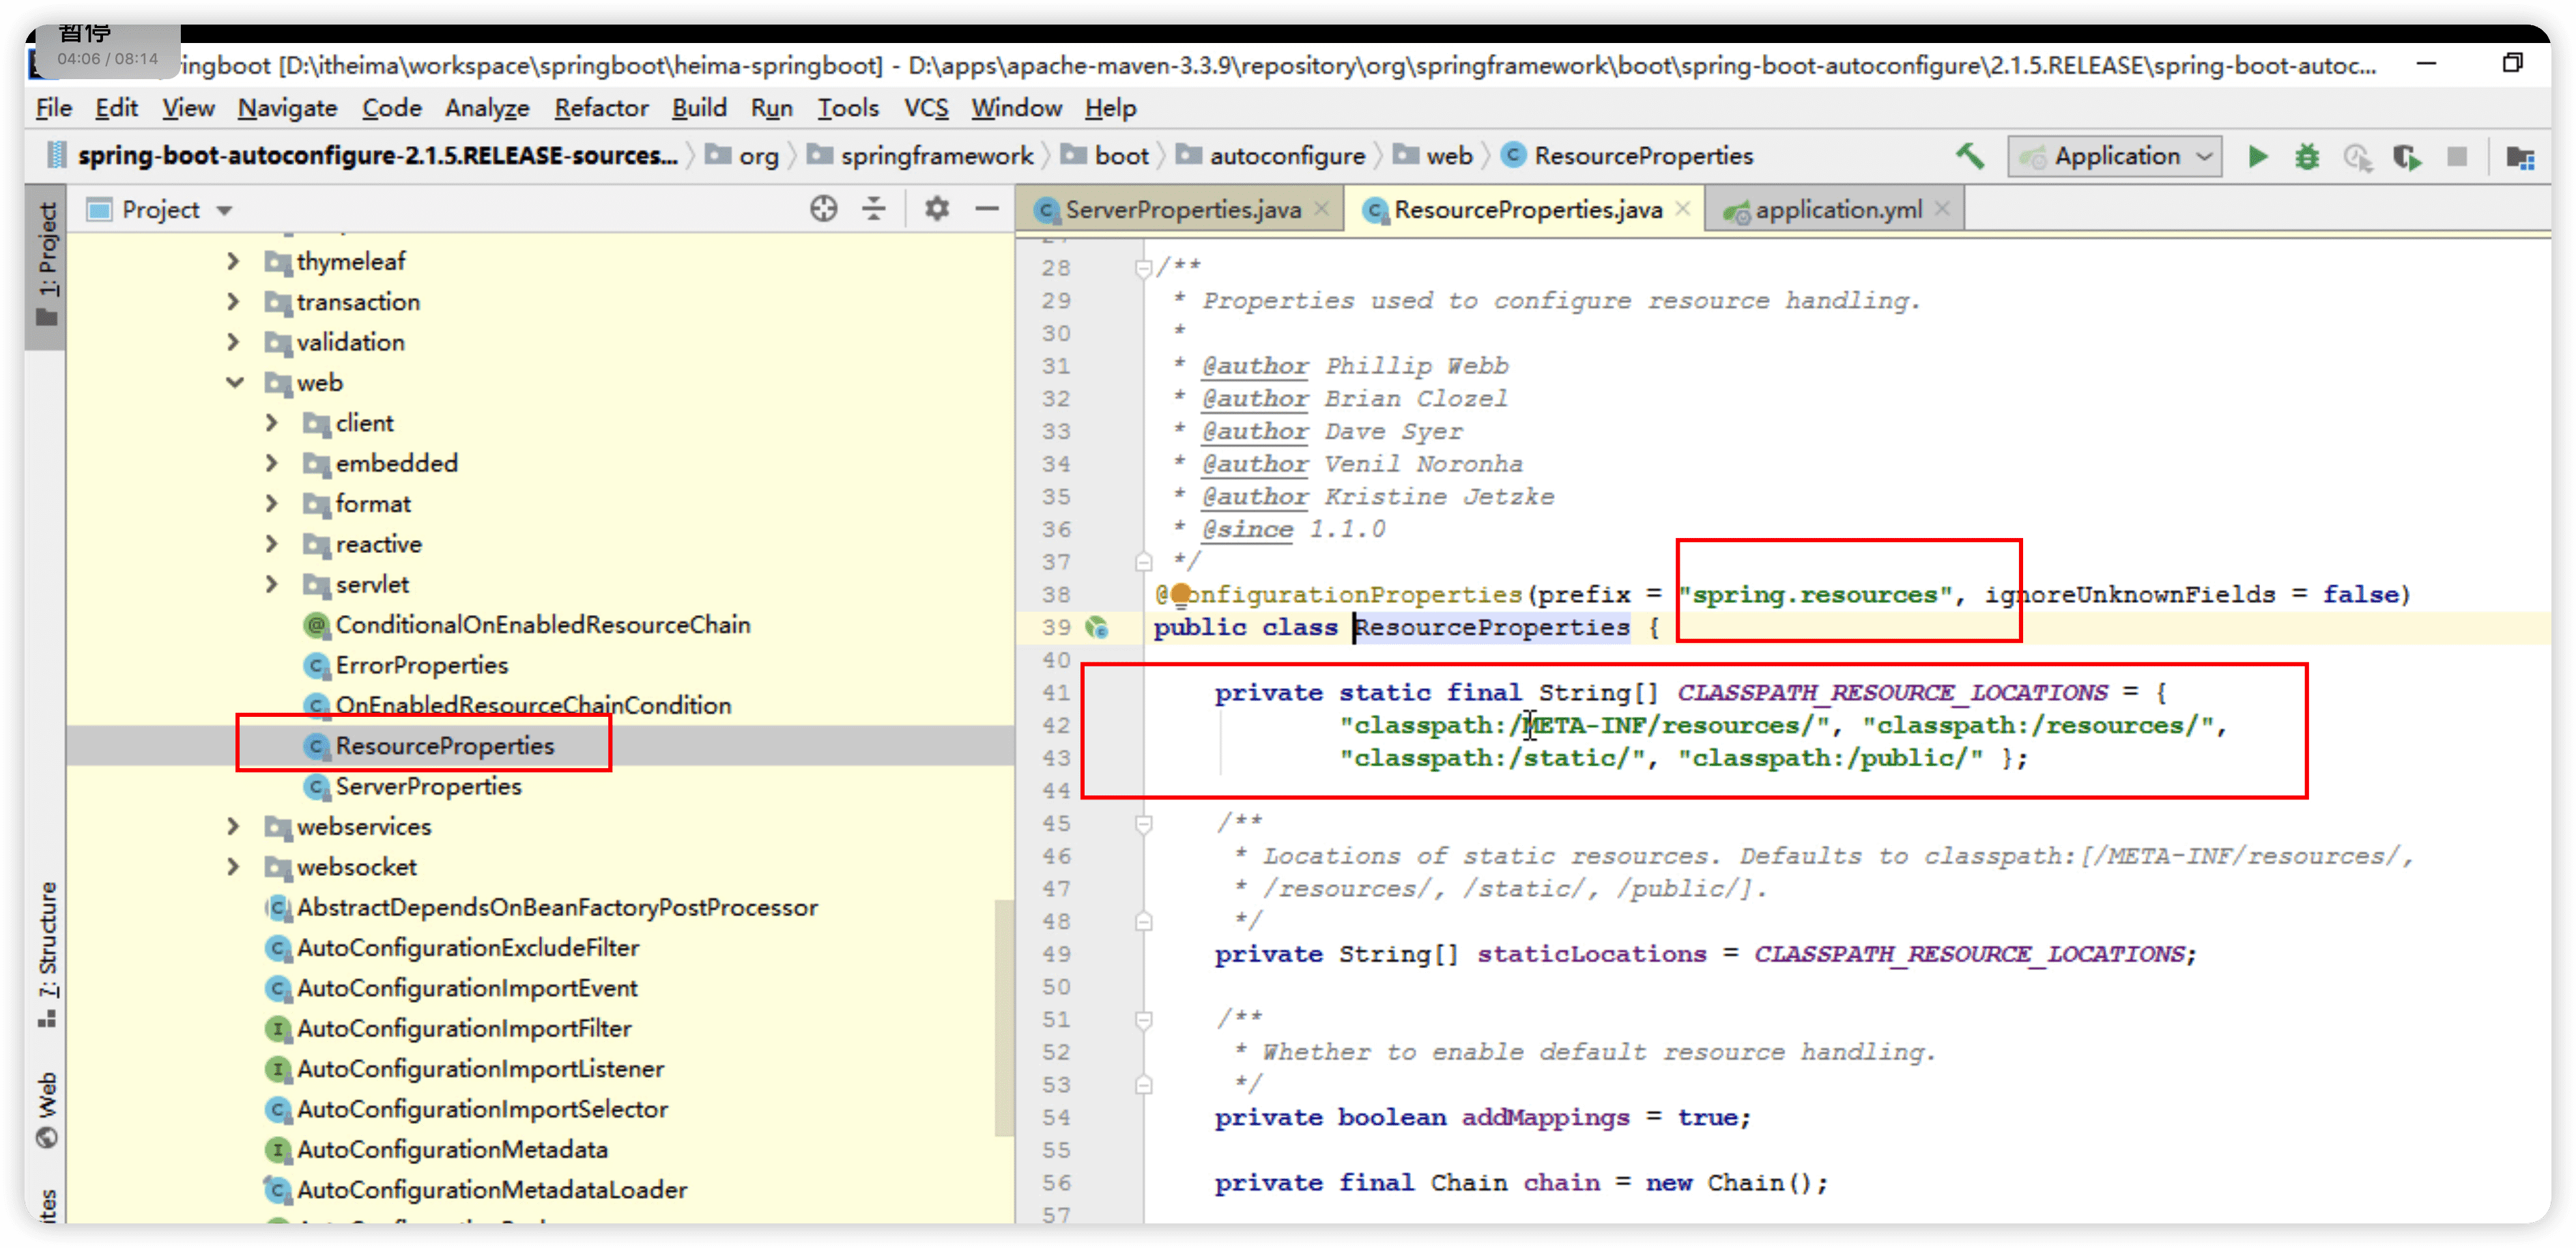 暂停
04:06 / 08:14
ingboot [D:\itheima\workspace\springboot\heima-springboot] - D:\apps\apache-maven-3.3.9\repository\org\springframework\boot\spring-boot-autoconfigure\2.1.5.RELEASE\spring-boot-autoc...
File Edit View Navigate Code Analyze Refactor Build Run Tools VCS Window Help
spring-boot-autoconfigure-2.1.5.RELEASE-sources... org springframework boot autoconfigure web ResourceProperties Application
1: Project
7: Structure
Web
Project
thymeleaf
transaction
validation
web
client
embedded
format
reactive
servlet
ConditionalOnEnabledResourceChain
ErrorProperties
OnEnabledResourceChainCondition
ResourceProperties
ServerProperties
webservices
websocket
AbstractDependsOnBeanFactoryPostProcessor
AutoConfigurationExcludeFilter
AutoConfigurationImportEvent
AutoConfigurationImportFilter
AutoConfigurationImportListener
AutoConfigurationImportSelector
AutoConfigurationMetadata
AutoConfigurationMetadataLoader
ServerProperties.java ResourceProperties.java application.yml
28 /**
29 * Properties used to configure resource handling.
30 *
31 * @author Phillip Webb
32 * @author Brian Clozel
33 * @author Dave Syer
34 * @author Venil Noronha
35 * @author Kristine Jetzke
36 * @since 1.1.0
37 */
38 @onfigurationProperties(prefix = "spring.resources", ignoreUnknownFields = false)
39 public class ResourceProperties {
40
41 private static final String[] CLASSPATH_RESOURCE_LOCATIONS = {
42 "classpath:/META-INF/resources/", "classpath:/resources/",
43 "classpath:/static/", "classpath:/public/" };
44
45 /**
46 * Locations of static resources. Defaults to classpath:[/META-INF/resources/,
47 * /resources/, /static/, /public/].
48 */
49 private String[] staticLocations = CLASSPATH_RESOURCE_LOCATIONS;
50
51 /**
52 * Whether to enable default resource handling.
53 */
54 private boolean addMappings = true;
55
56 private final Chain chain = new Chain();
57